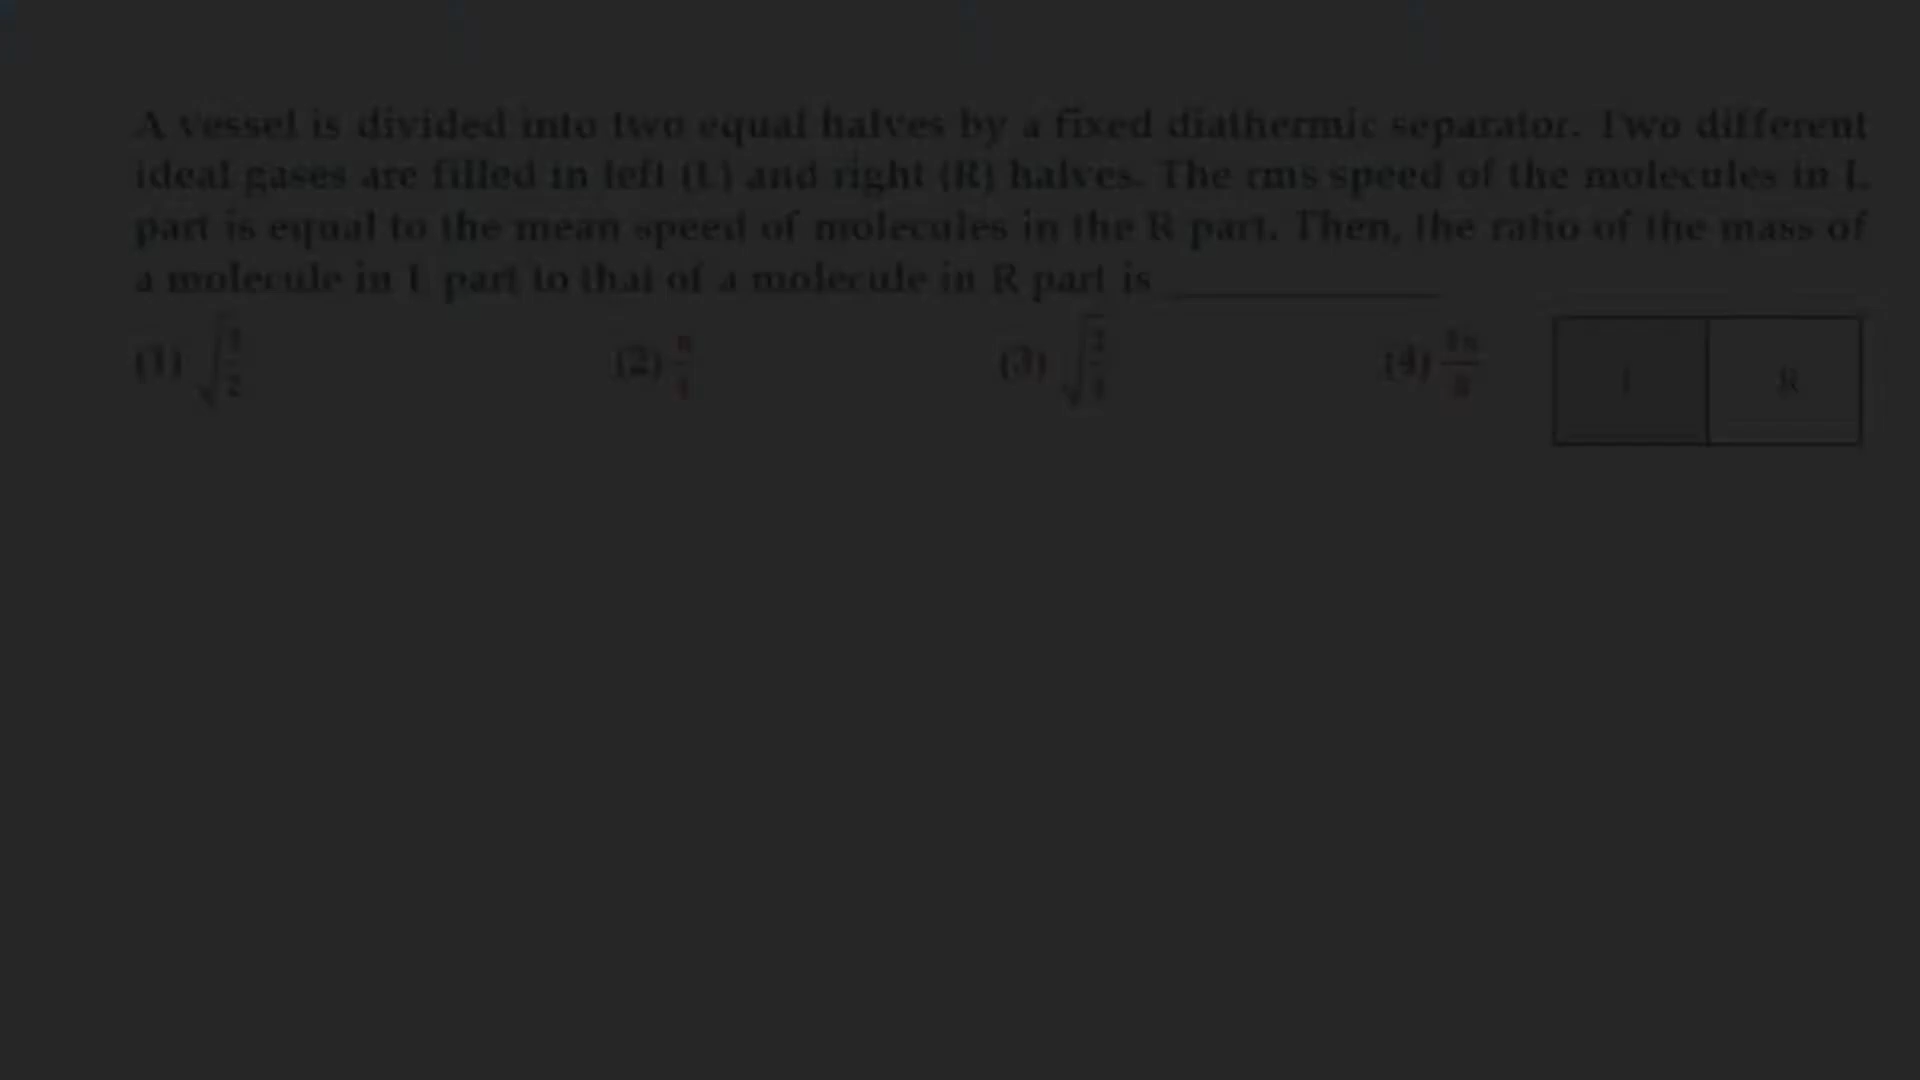 A vessel is divided into two equal halves by a fixed diathermic separator. Two different
ideal gases are filled in left (L) and right (R) halves. The rms speed of the molecules in L
part is equal to the mean speed of molecules in the R part. Then, the ratio of the mass of
a molecule in L part to that of a molecule in R part is
(1) (2) (3) (4)
L R